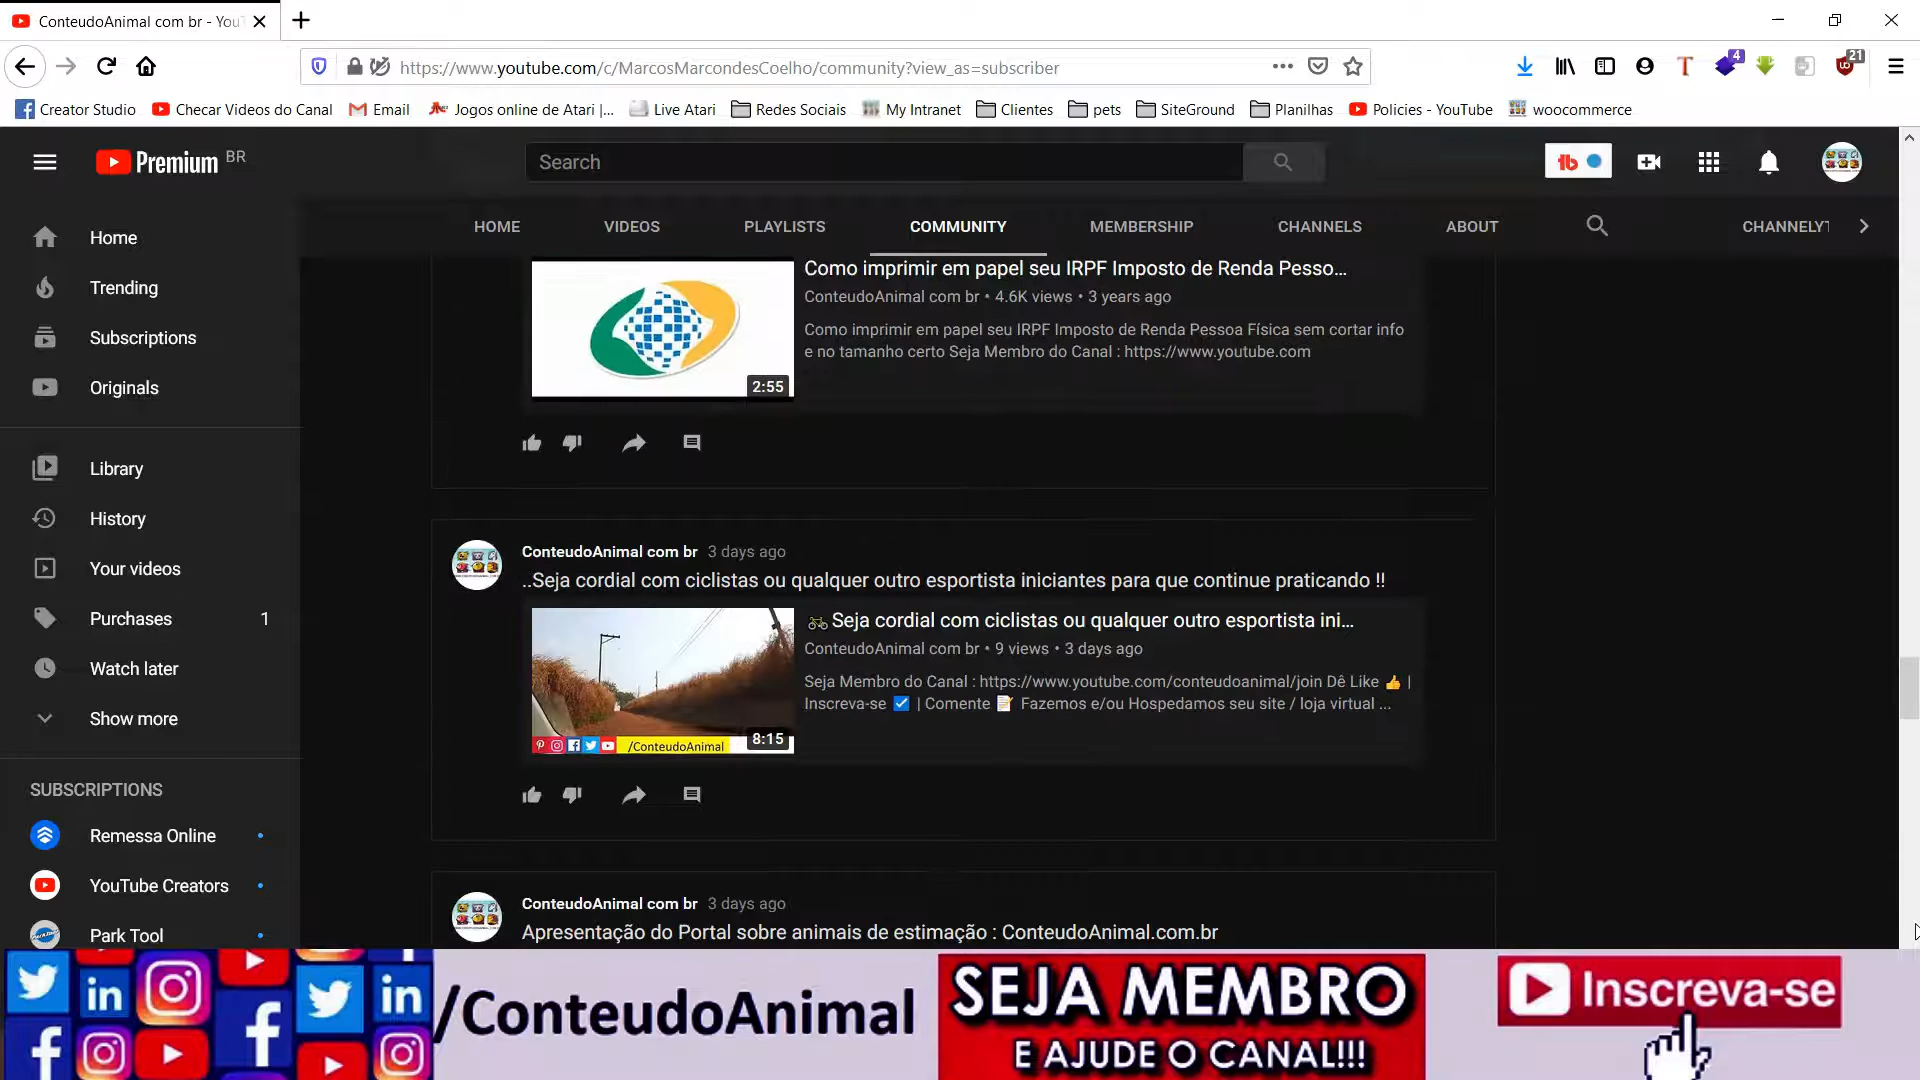 ConteudoAnimal com br - You
https://www.youtube.com/c/MarcosMarcondesCoelho/community?view_as=subscriber
4
21
Creator Studio
Checar Videos do Canal
Email
Jogos online de Atari |...
Live Atari
Redes Sociais
My Intranet
Clientes
pets
SiteGround
Planilhas
Policies - YouTube
woocommerce
Premium BR
Search
HOME
VIDEOS
PLAYLISTS
COMMUNITY
MEMBERSHIP
CHANNELS
ABOUT
CHANNELYT
Home
Trending
Subscriptions
Originals
Library
History
Your videos
Purchases 1
Watch later
Show more
SUBSCRIPTIONS
Remessa Online
YouTube Creators
Park Tool
2:55
Como imprimir em papel seu IRPF Imposto de Renda Pesso...
ConteudoAnimal com br • 4.6K views • 3 years ago
Como imprimir em papel seu IRPF Imposto de Renda Pessoa Física sem cortar info
e no tamanho certo Seja Membro do Canal : https://www.youtube.com
ConteudoAnimal com br 3 days ago
..Seja cordial com ciclistas ou qualquer outro esportista iniciantes para que continue praticando !!
/ConteudoAnimal
8:15
🚲Seja cordial com ciclistas ou qualquer outro esportista ini...
ConteudoAnimal com br • 9 views • 3 days ago
Seja Membro do Canal : https://www.youtube.com/conteudoanimal/join Dê Like 👍 |
Inscreva-se ☑ | Comente 📝 Fazemos e/ou Hospedamos seu site / loja virtual ...
ConteudoAnimal com br 3 days ago
Apresentação do Portal sobre animais de estimação : ConteudoAnimal.com.br
/ConteudoAnimal
SEJA MEMBRO
E AJUDE O CANAL!!!
Inscreva-se